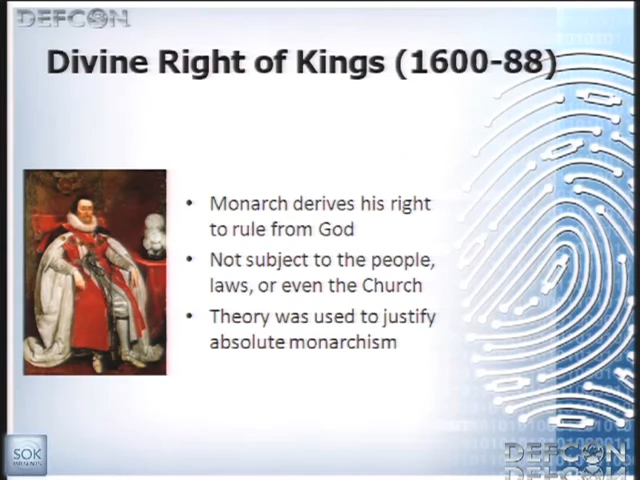 DEFCON
Divine Right of Kings (1600-88)
• Monarch derives his right
to rule from God
• Not subject to the people,
laws, or even the Church
• Theory was used to justify
absolute monarchism
SOK
DEFCON